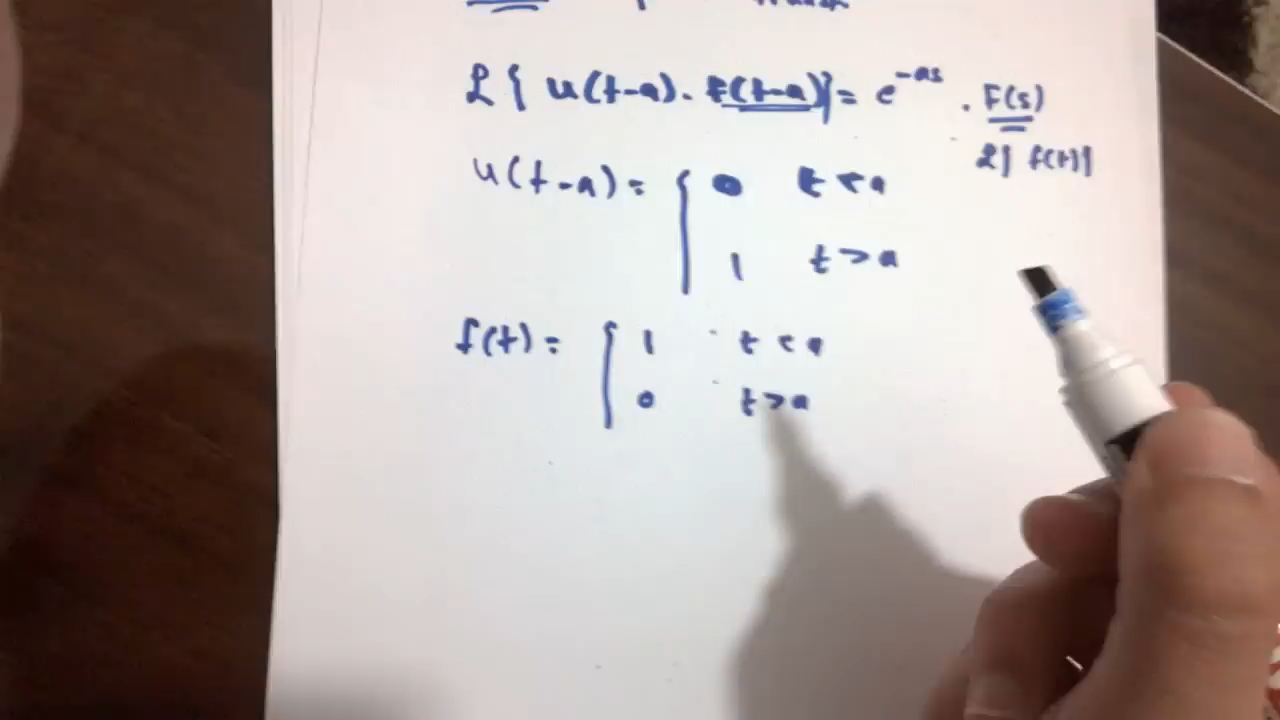 ℒ{ u(t-a). f(t-a)} = e^-as . F(s)
ℒ{ f(t)}
u(t-a) = { 0 t<a
1 t>a
f(t) = { 1 t<a
0 t>a